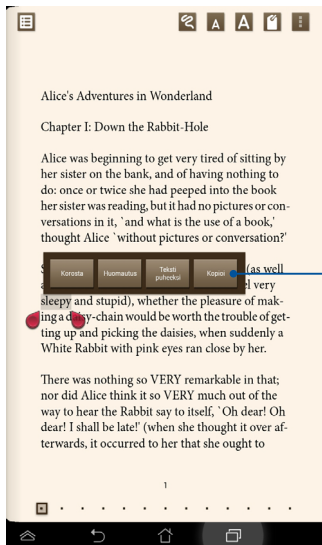 Alice's Adventures in Wonderland
Chapter I: Down the Rabbit-Hole
Alice was beginning to get very tired of sitting by
her sister on the bank, and of having nothing to
do: once or twice she had peeped into the book
her sister was reading, but it had no pictures or con-
versations in it, `and what is the use of a book,'
thought Alice `without pictures or conversation?'
(as well
Korosta Huomautus Teksti puheeksi Kopioi
very
sleepy and stupid), whether the pleasure of mak-
ing a daisy-chain would be worth the trouble of get-
ting up and picking the daisies, when suddenly a
White Rabbit with pink eyes ran close by her.
There was nothing so VERY remarkable in that;
nor did Alice think it so VERY much out of the
way to hear the Rabbit say to itself, `Oh dear! Oh
dear! I shall be late!' (when she thought it over af-
terwards, it occurred to her that she ought to
1